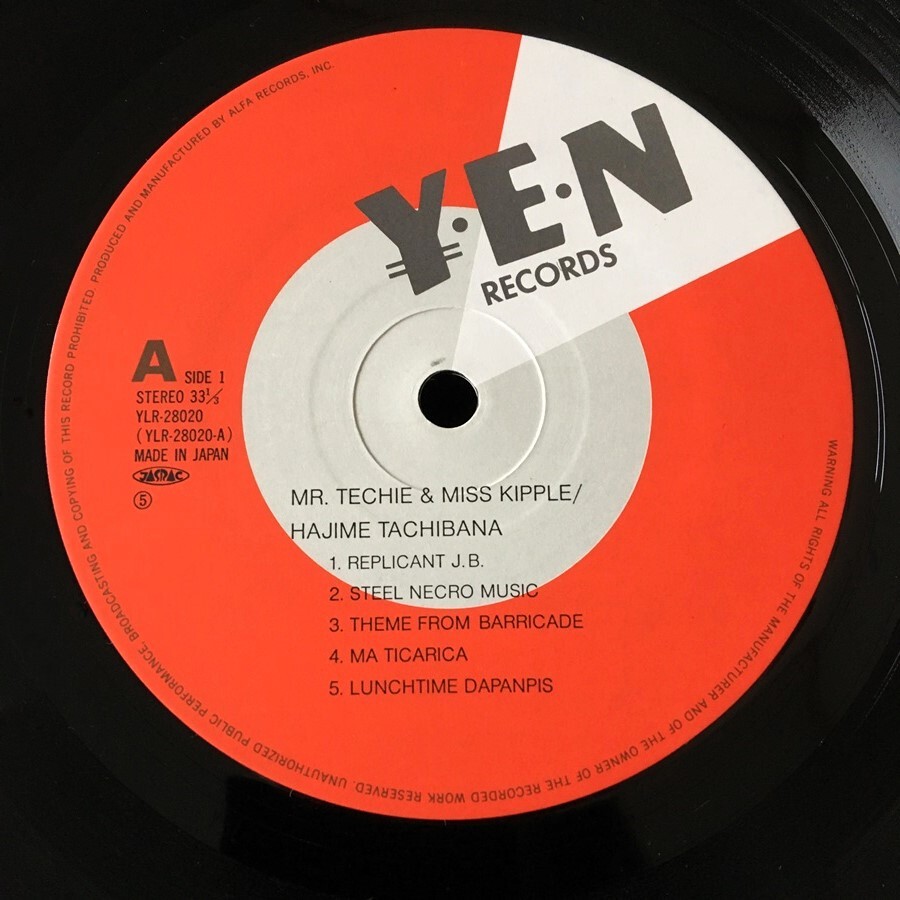 Y·E·N
RECORDS
A SIDE 1
STEREO 33⅓
YLR-28020
(YLR-28020-A)
MADE IN JAPAN
JASRAC
⑤
MR. TECHIE & MISS KIPPLE/
HAJIME TACHIBANA
1. REPLICANT J.B.
2. STEEL NECRO MUSIC
3. THEME FROM BARRICADE
4. MA TICARICA
5. LUNCHTIME DAPANPIS
WARNING ALL RIGHTS OF THE MANUFACTURER AND OF THE OWNER OF THE RECORDED WORK RESERVED. UNAUTHORIZED PUBLIC PERFORMANCE, BROADCASTING AND COPYING OF THIS RECORD PROHIBITED. PRODUCED AND MANUFACTURED BY ALFA RECORDS, INC.